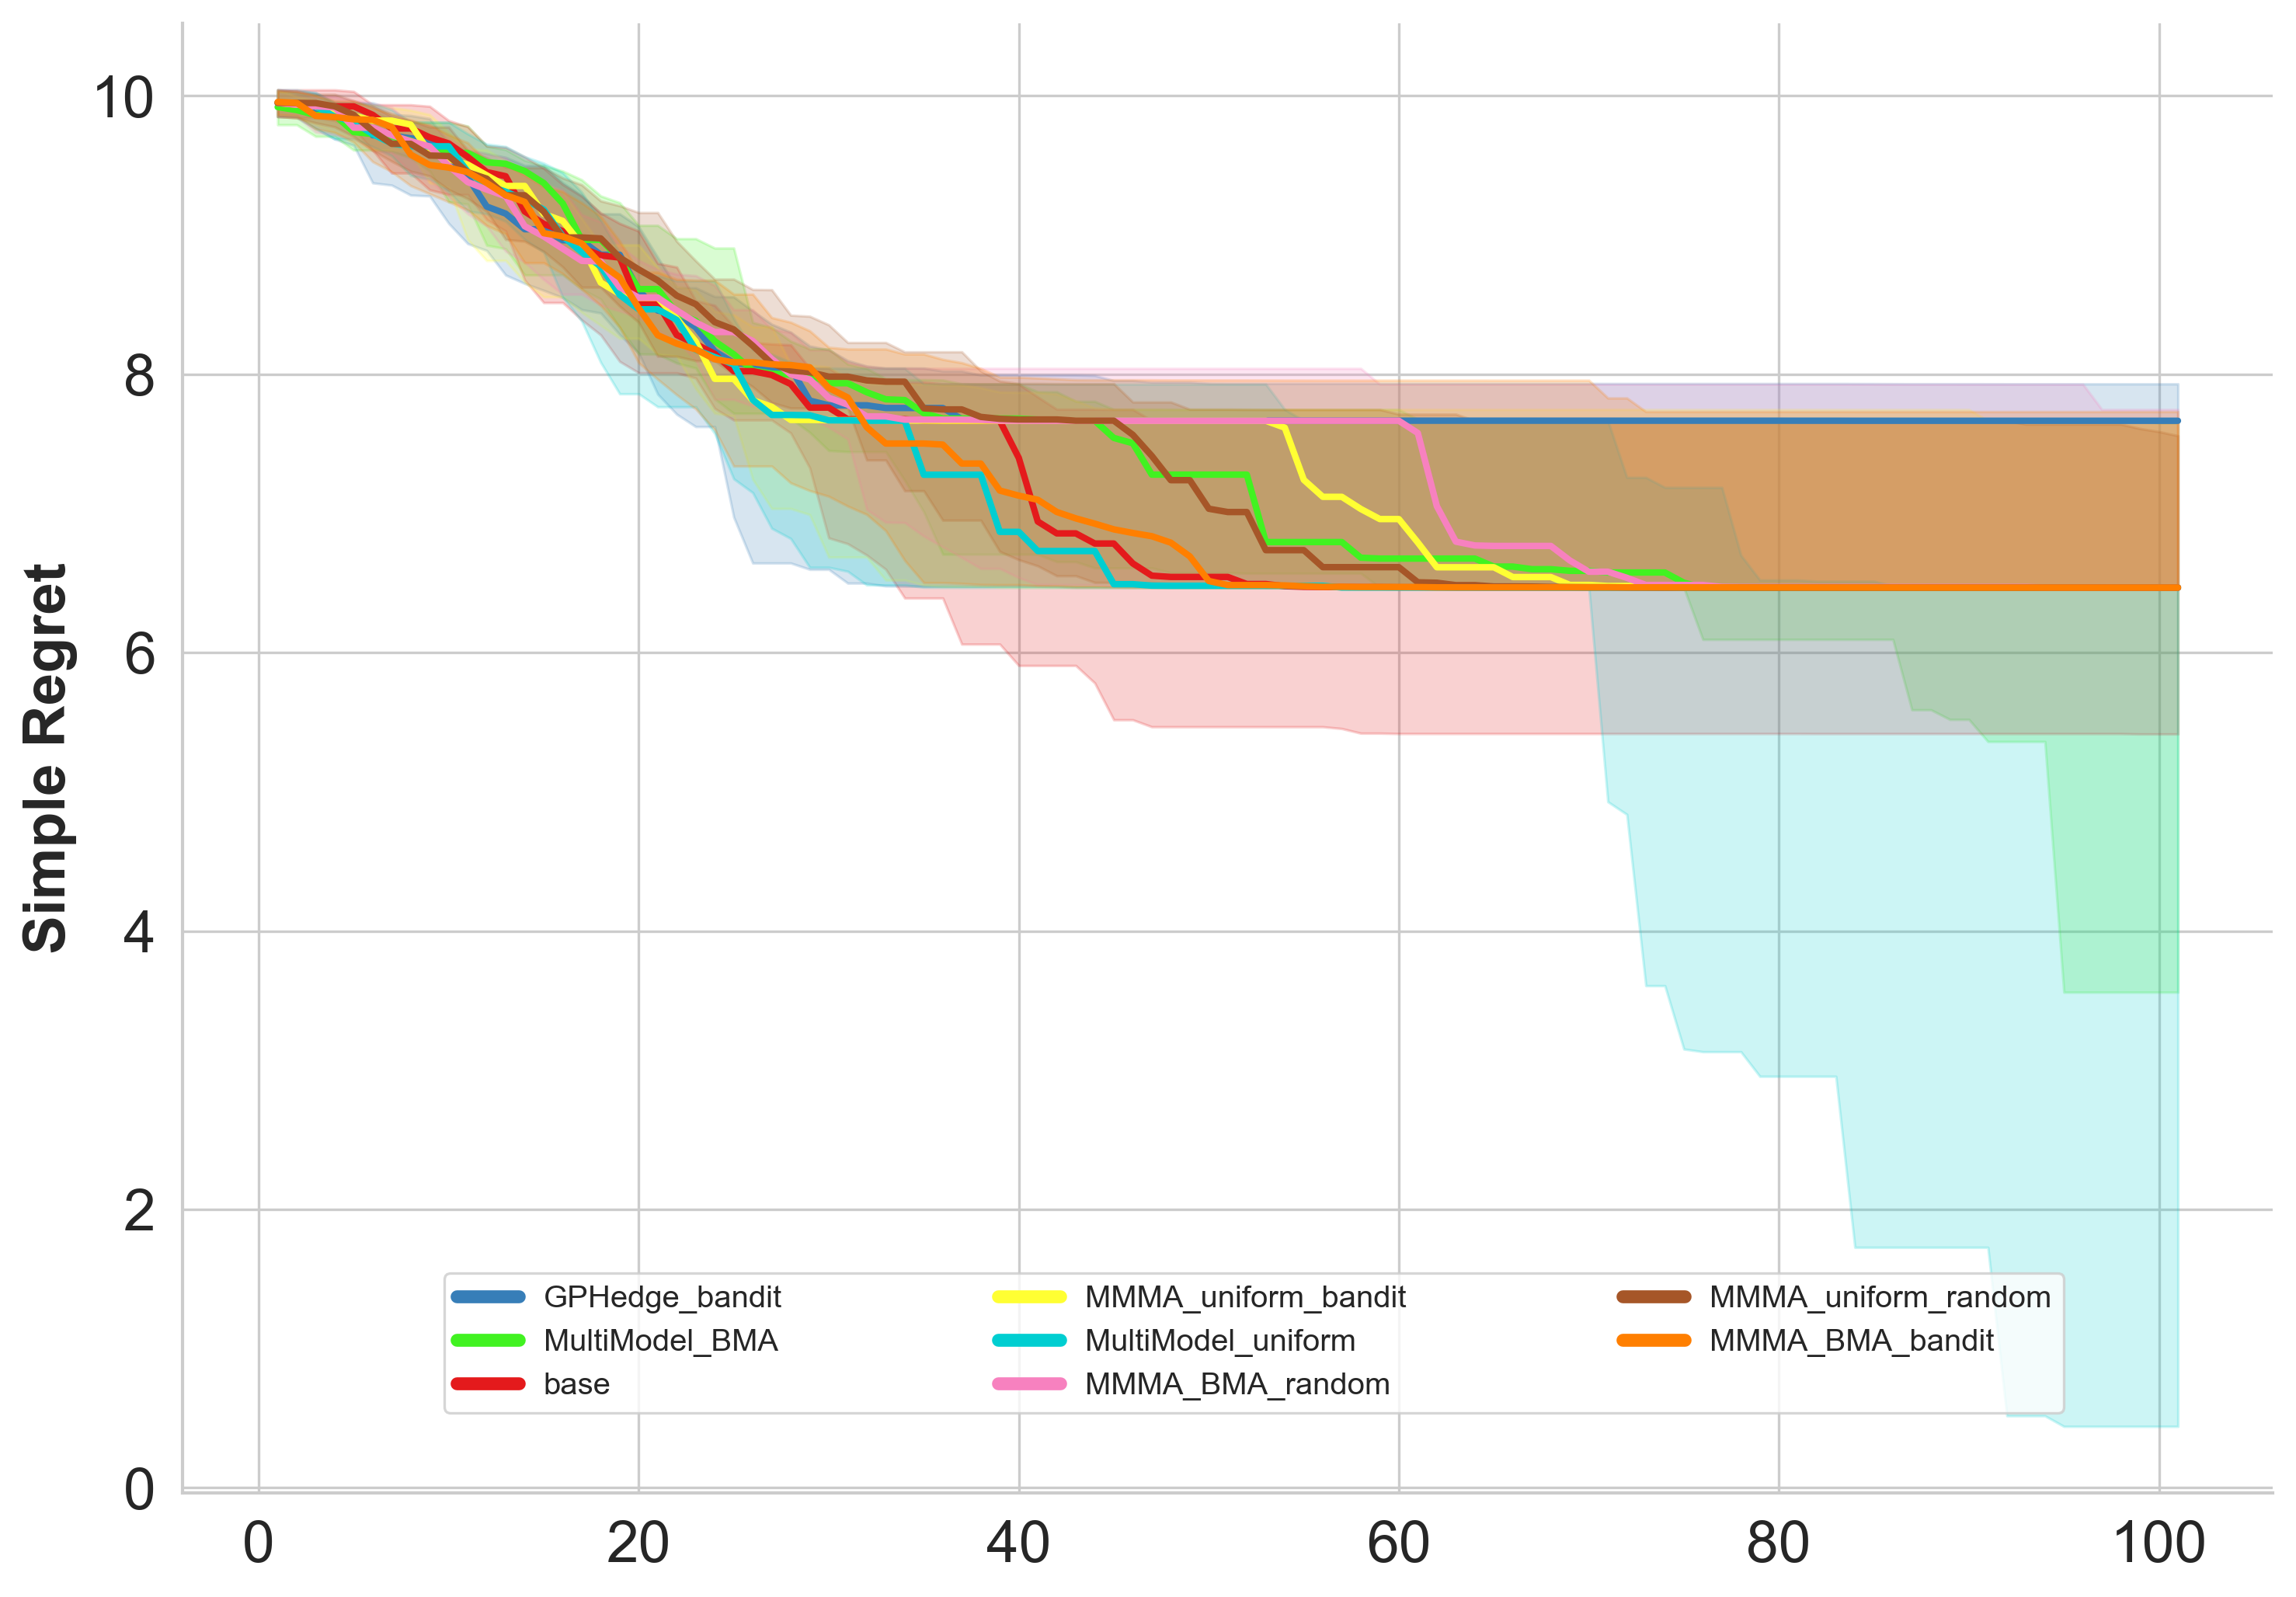 Simple Regret
10
8
6
4
2
0
GPHedge_bandit
MultiModel_BMA
base
MMMA_uniform_bandit
MultiModel_uniform
MMMA_BMA_random
MMMA_uniform_random
MMMA_BMA_bandit
0 20 40 60 80 100